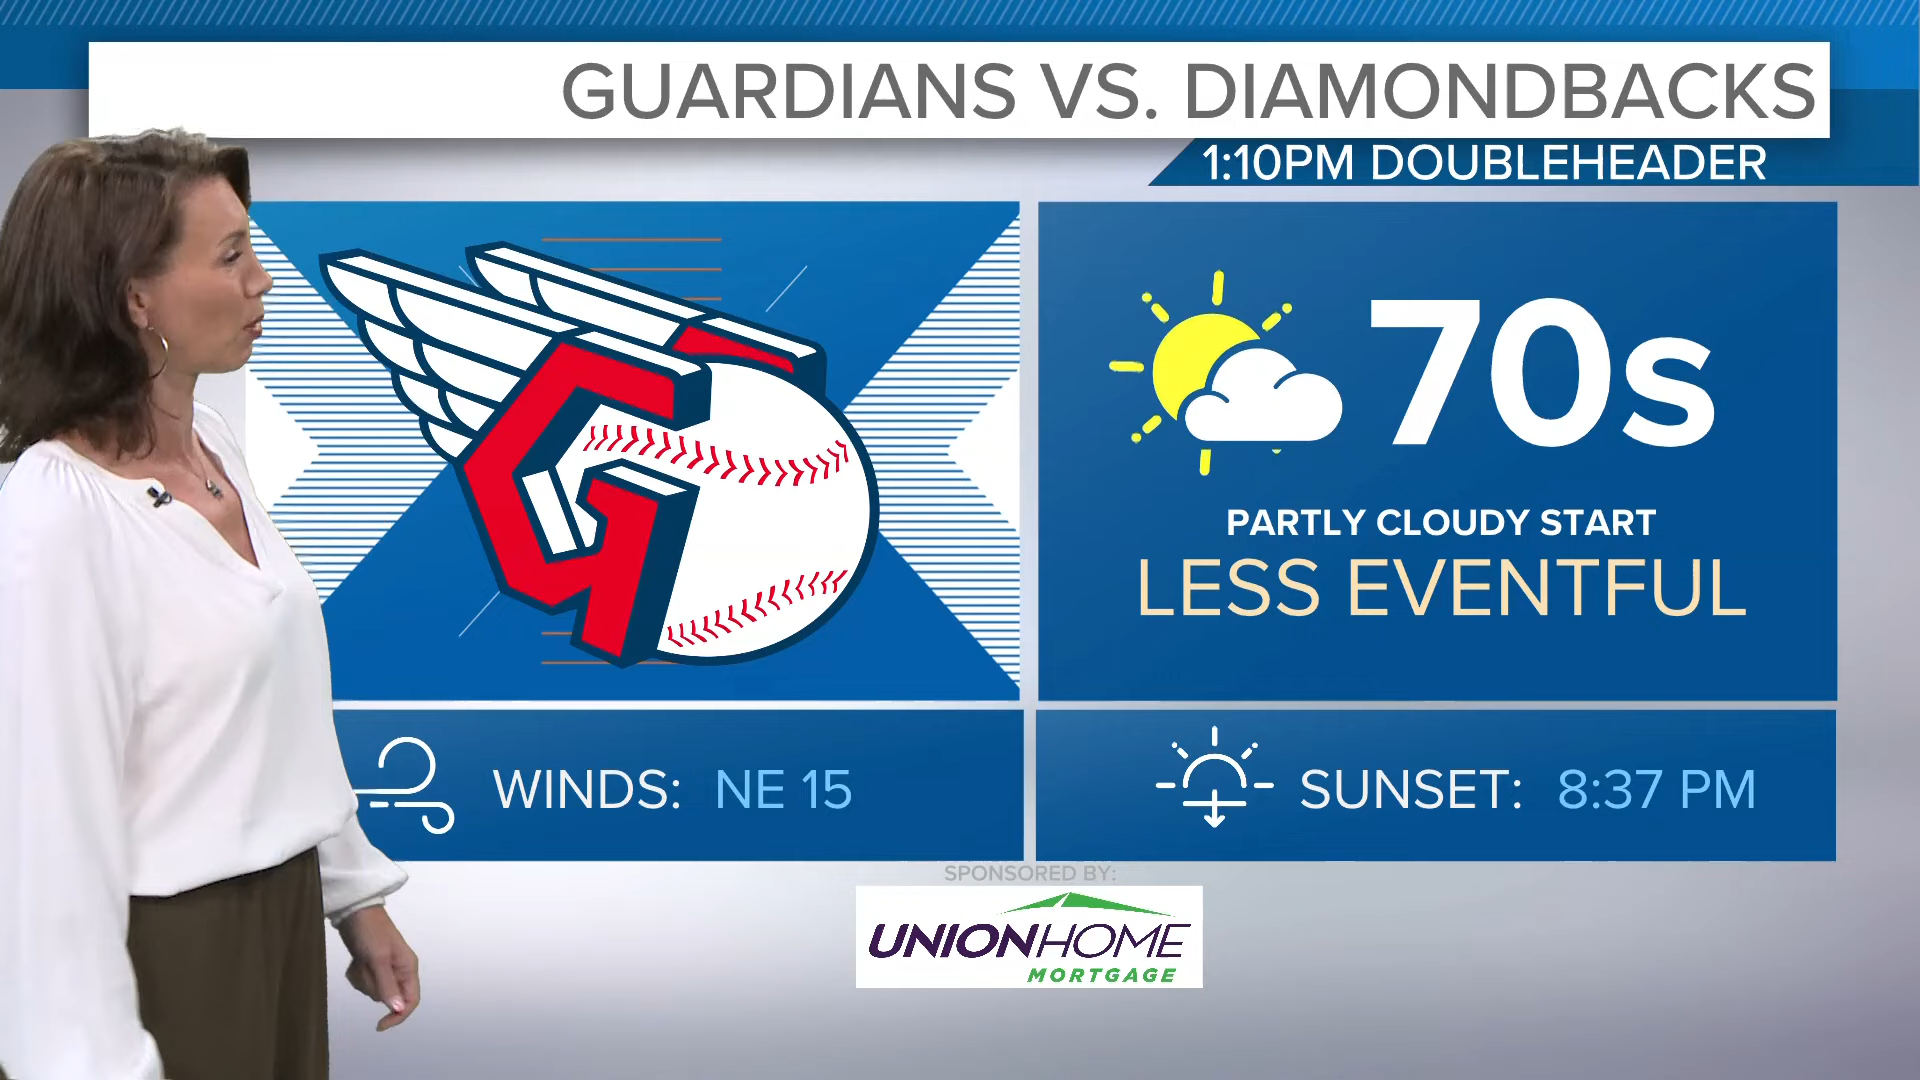 GUARDIANS VS. DIAMONDBACKS
1:10PM DOUBLEHEADER
70s
PARTLY CLOUDY START
LESS EVENTFUL
WINDS: NE 15
SUNSET: 8:37 PM
SPONSORED BY:
UNIONHOME
MORTGAGE